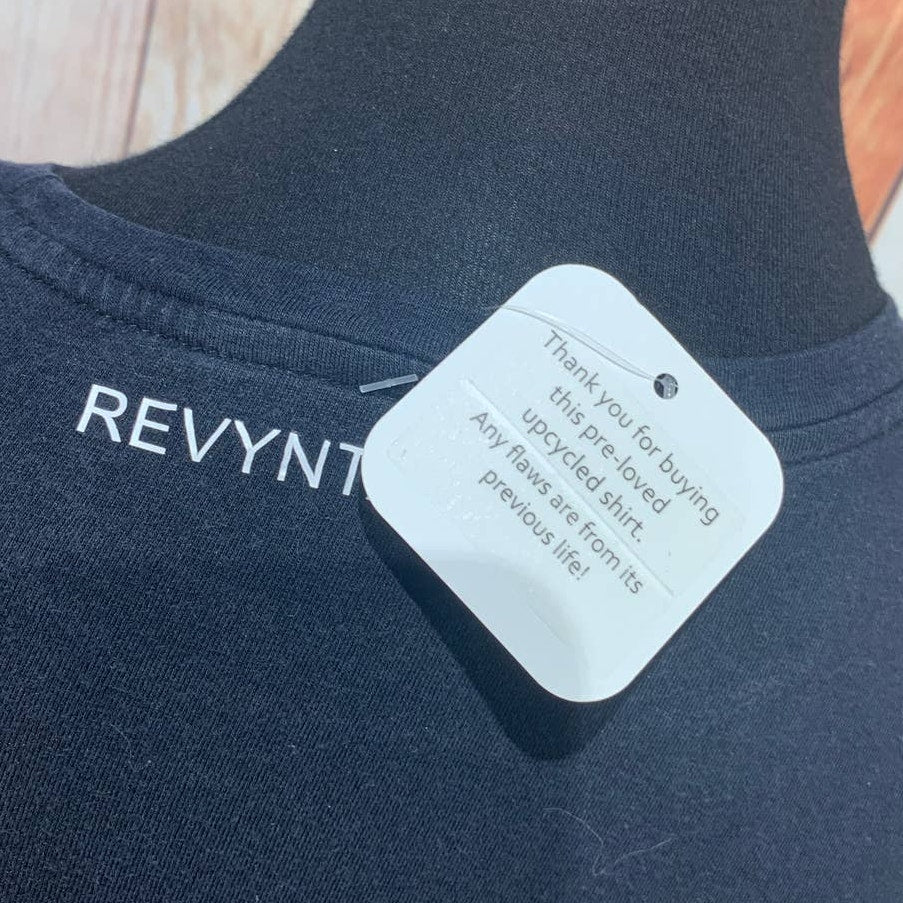 REVYNT
Thank you for buying
this pre-loved
upcycled shirt.
Any flaws are from its
previous life!